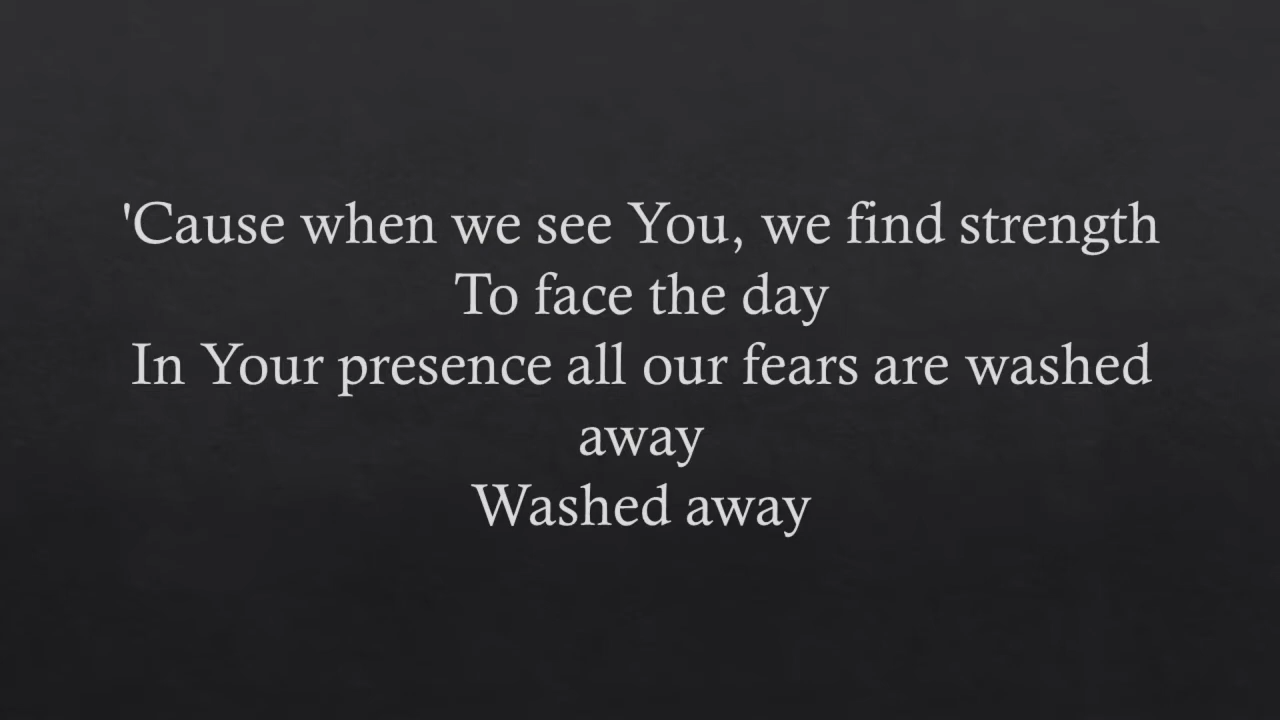 'Cause when we see You, we find strength
To face the day
In Your presence all our fears are washed
away
Washed away